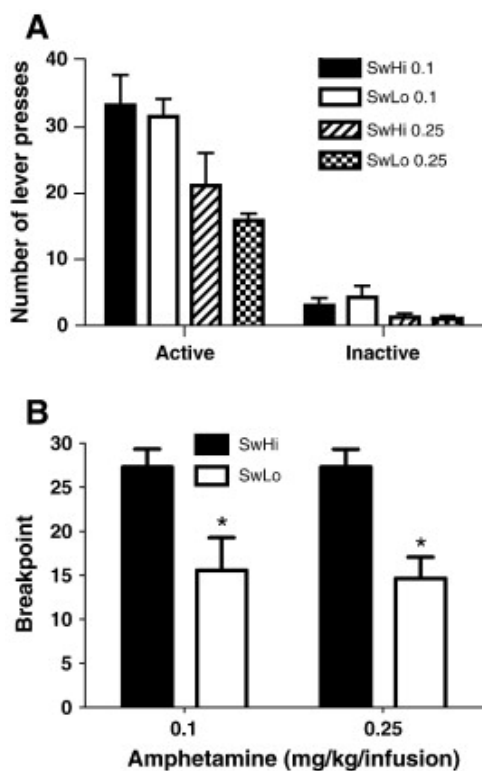 A
40
30
20
10
0
Number of lever presses
SwHi 0.1
SwLo 0.1
SwHi 0.25
SwLo 0.25
Active Inactive
B
30
25
20
15
10
5
0
Breakpoint
SwHi
SwLo
*
*
0.1 0.25
Amphetamine (mg/kg/infusion)